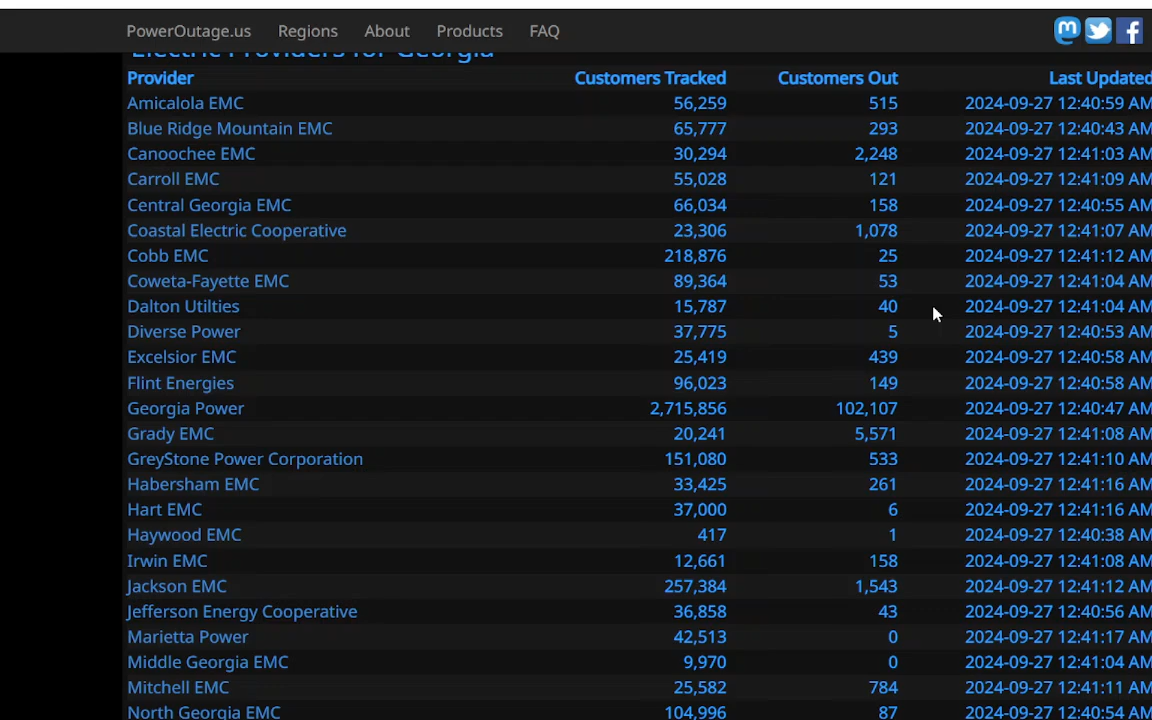 PowerOutage.us Regions About Products FAQ
Electric Providers for Georgia
Provider Customers Tracked Customers Out Last Updated
Amicalola EMC 56,259 515 2024-09-27 12:40:59 AM
Blue Ridge Mountain EMC 65,777 293 2024-09-27 12:40:43 AM
Canoochee EMC 30,294 2,248 2024-09-27 12:41:03 AM
Carroll EMC 55,028 121 2024-09-27 12:41:09 AM
Central Georgia EMC 66,034 158 2024-09-27 12:40:55 AM
Coastal Electric Cooperative 23,306 1,078 2024-09-27 12:41:07 AM
Cobb EMC 218,876 25 2024-09-27 12:41:12 AM
Coweta-Fayette EMC 89,364 53 2024-09-27 12:41:04 AM
Dalton Utilties 15,787 40 2024-09-27 12:41:04 AM
Diverse Power 37,775 5 2024-09-27 12:40:53 AM
Excelsior EMC 25,419 439 2024-09-27 12:40:58 AM
Flint Energies 96,023 149 2024-09-27 12:40:58 AM
Georgia Power 2,715,856 102,107 2024-09-27 12:40:47 AM
Grady EMC 20,241 5,571 2024-09-27 12:41:08 AM
GreyStone Power Corporation 151,080 533 2024-09-27 12:41:10 AM
Habersham EMC 33,425 261 2024-09-27 12:41:16 AM
Hart EMC 37,000 6 2024-09-27 12:41:16 AM
Haywood EMC 417 1 2024-09-27 12:40:38 AM
Irwin EMC 12,661 158 2024-09-27 12:41:08 AM
Jackson EMC 257,384 1,543 2024-09-27 12:41:12 AM
Jefferson Energy Cooperative 36,858 43 2024-09-27 12:40:56 AM
Marietta Power 42,513 0 2024-09-27 12:41:17 AM
Middle Georgia EMC 9,970 0 2024-09-27 12:41:04 AM
Mitchell EMC 25,582 784 2024-09-27 12:41:11 AM
North Georgia EMC 104,996 87 2024-09-27 12:40:54 AM